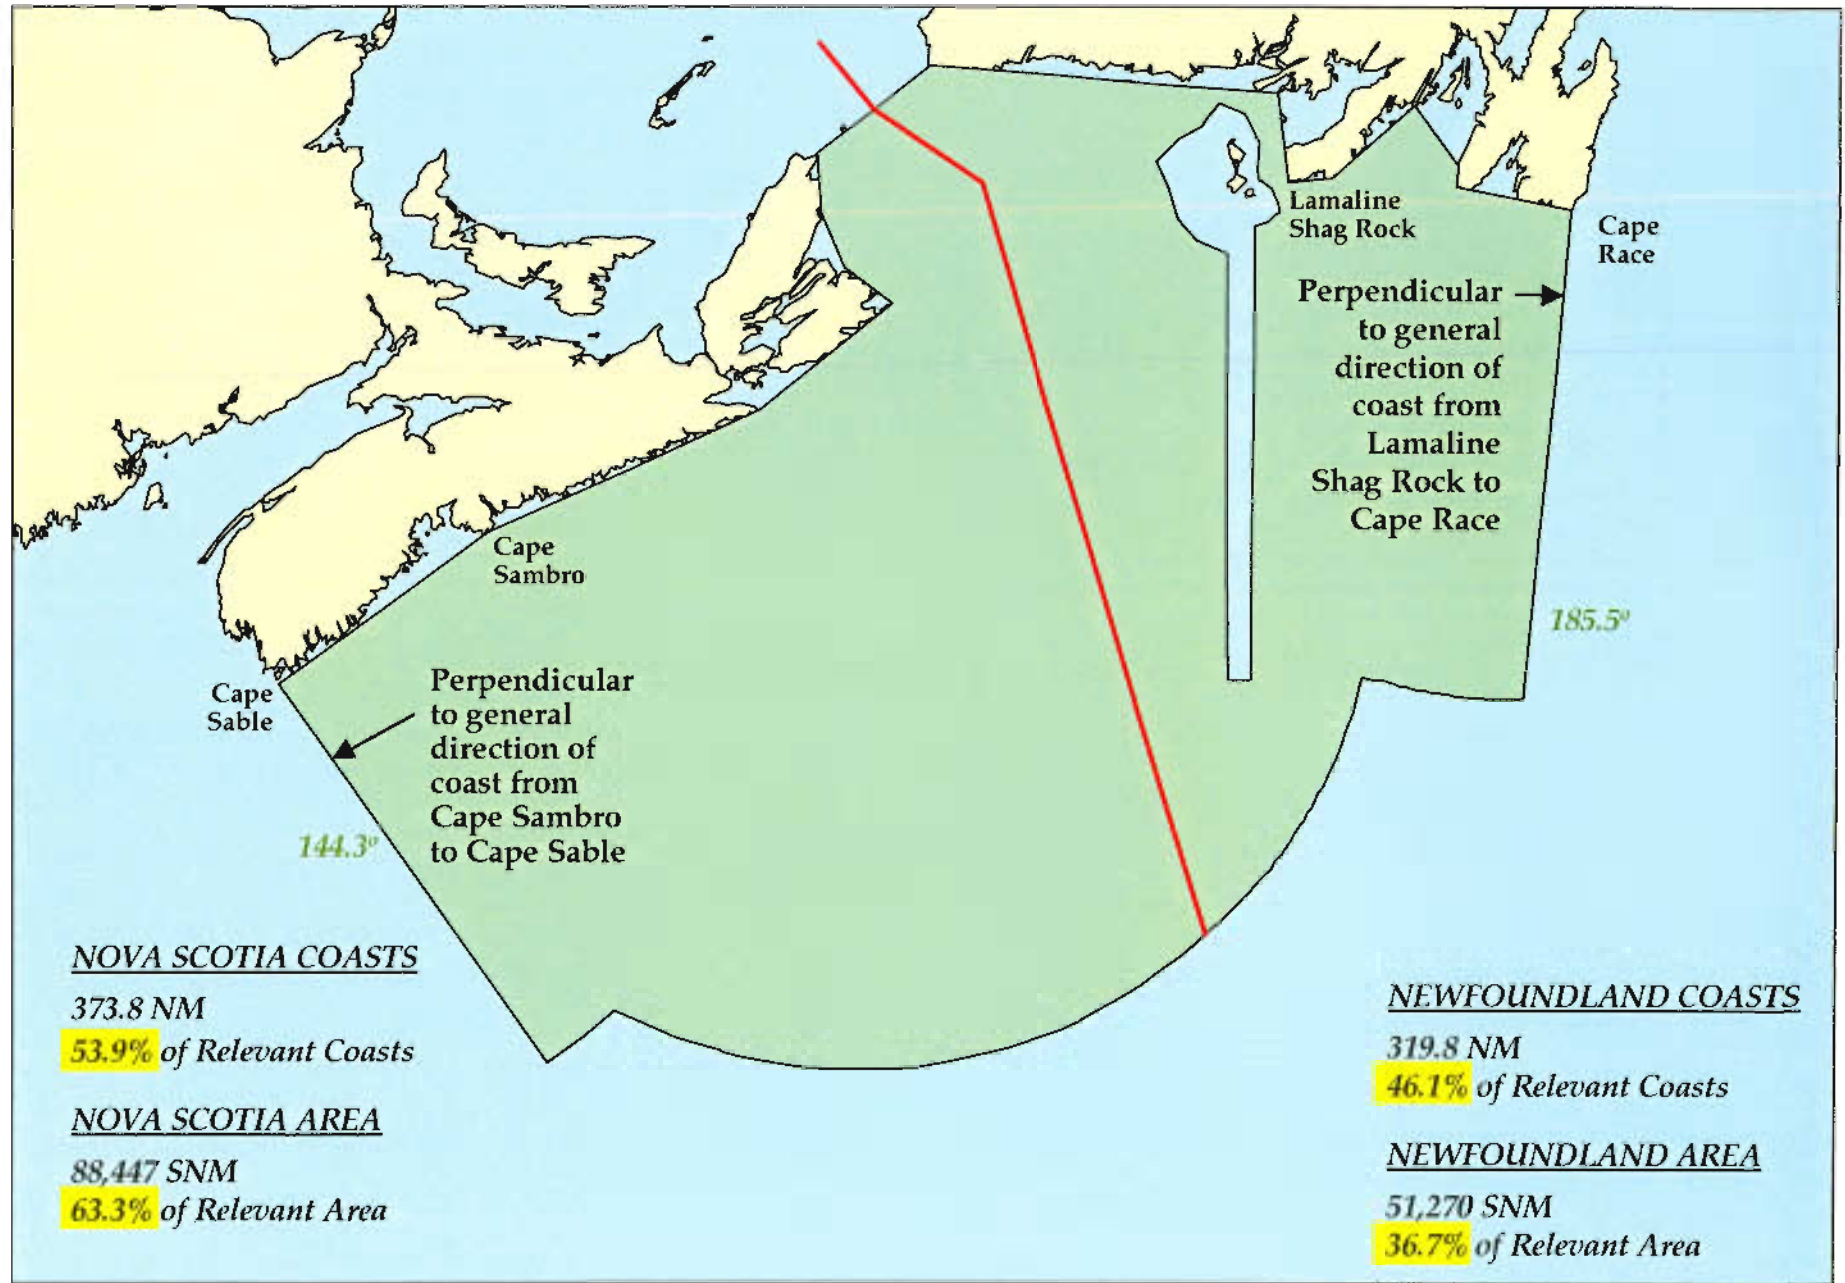 Lamaline
Shag Rock
Cape
Race
Perpendicular
to general
direction of
coast from
Lamaline
Shag Rock to
Cape Race
185.5°
Cape
Sambro
Cape
Sable
Perpendicular
to general
direction of
coast from
Cape Sambro
to Cape Sable
144.3°
NOVA SCOTIA COASTS
373.8 NM
53.9% of Relevant Coasts
NOVA SCOTIA AREA
88,447 SNM
63.3% of Relevant Area
NEWFOUNDLAND COASTS
319.8 NM
46.1% of Relevant Coasts
NEWFOUNDLAND AREA
51,270 SNM
36.7% of Relevant Area